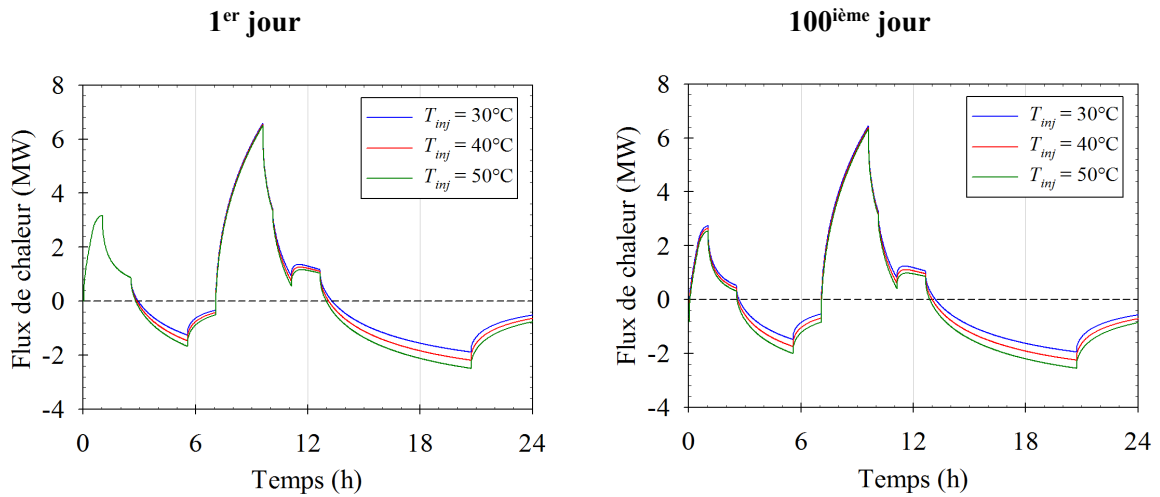 1er jour
100ième jour
Flux de chaleur (MW)
8
6
4
2
0
-2
-4
Tinj = 30°C
Tinj = 40°C
Tinj = 50°C
0
6
12
18
24
Temps (h)
Flux de chaleur (MW)
8
6
4
2
0
-2
-4
Tinj = 30°C
Tinj = 40°C
Tinj = 50°C
0
6
12
18
24
Temps (h)